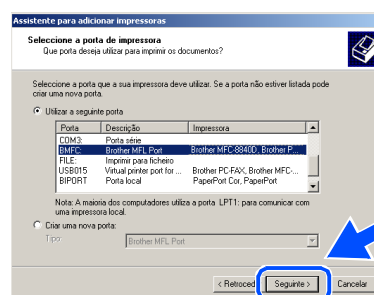 Assistente para adicionar impressoras
Seleccione a porta de impressora
Que porta deseja utilizar para imprimir os documentos?
Seleccione a porta que a sua impressora deve utilizar. Se a porta não estiver listada pode
criar uma nova porta.
Utilizar a seguinte porta
Porta Descrição Impressora
COM3: Porta série
BMFC: Brother MFL Port Brother MFC-8840D, Brother P...
FILE: Imprimir para ficheiro
USB015 Virtual printer port for ... Brother PC-FAX, Brother MFC-...
BIPORT Porta local PaperPort Cor, PaperPort
Nota: A maioria dos computadores utiliza a porta LPT1: para comunicar com
uma impressora local.
Criar uma nova porta:
Tipo: Brother MFL Port
< Retroced Seguinte > Cancelar